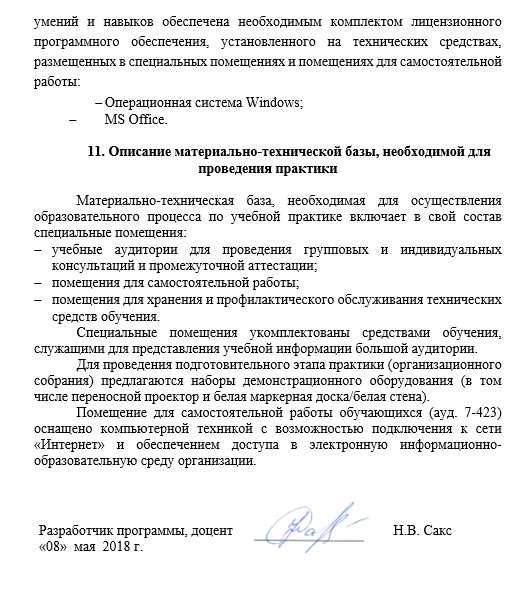 умений и навыков обеспечена необходимым комплектом лицензионного
программного обеспечения, установленного на технических средствах,
размещенных в специальных помещениях и помещениях для самостоятельной
работы:
– Операционная система Windows;
– MS Office.
11. Описание материально-технической базы, необходимой для
проведения практики
Материально-техническая база, необходимая для осуществления
образовательного процесса по учебной практике включает в свой состав
специальные помещения:
– учебные аудитории для проведения групповых и индивидуальных
консультаций и промежуточной аттестации;
– помещения для самостоятельной работы;
– помещения для хранения и профилактического обслуживания технических
средств обучения.
Специальные помещения укомплектованы средствами обучения,
служащими для представления учебной информации большой аудитории.
Для проведения подготовительного этапа практики (организационного
собрания) предлагаются наборы демонстрационного оборудования (в том
числе переносной проектор и белая маркерная доска/белая стена).
Помещение для самостоятельной работы обучающихся (ауд. 7-423)
оснащено компьютерной техникой с возможностью подключения к сети
«Интернет» и обеспечением доступа в электронную информационно-
образовательную среду организации.
Разработчик программы, доцент Н.В. Сакс
«08» мая 2018 г.